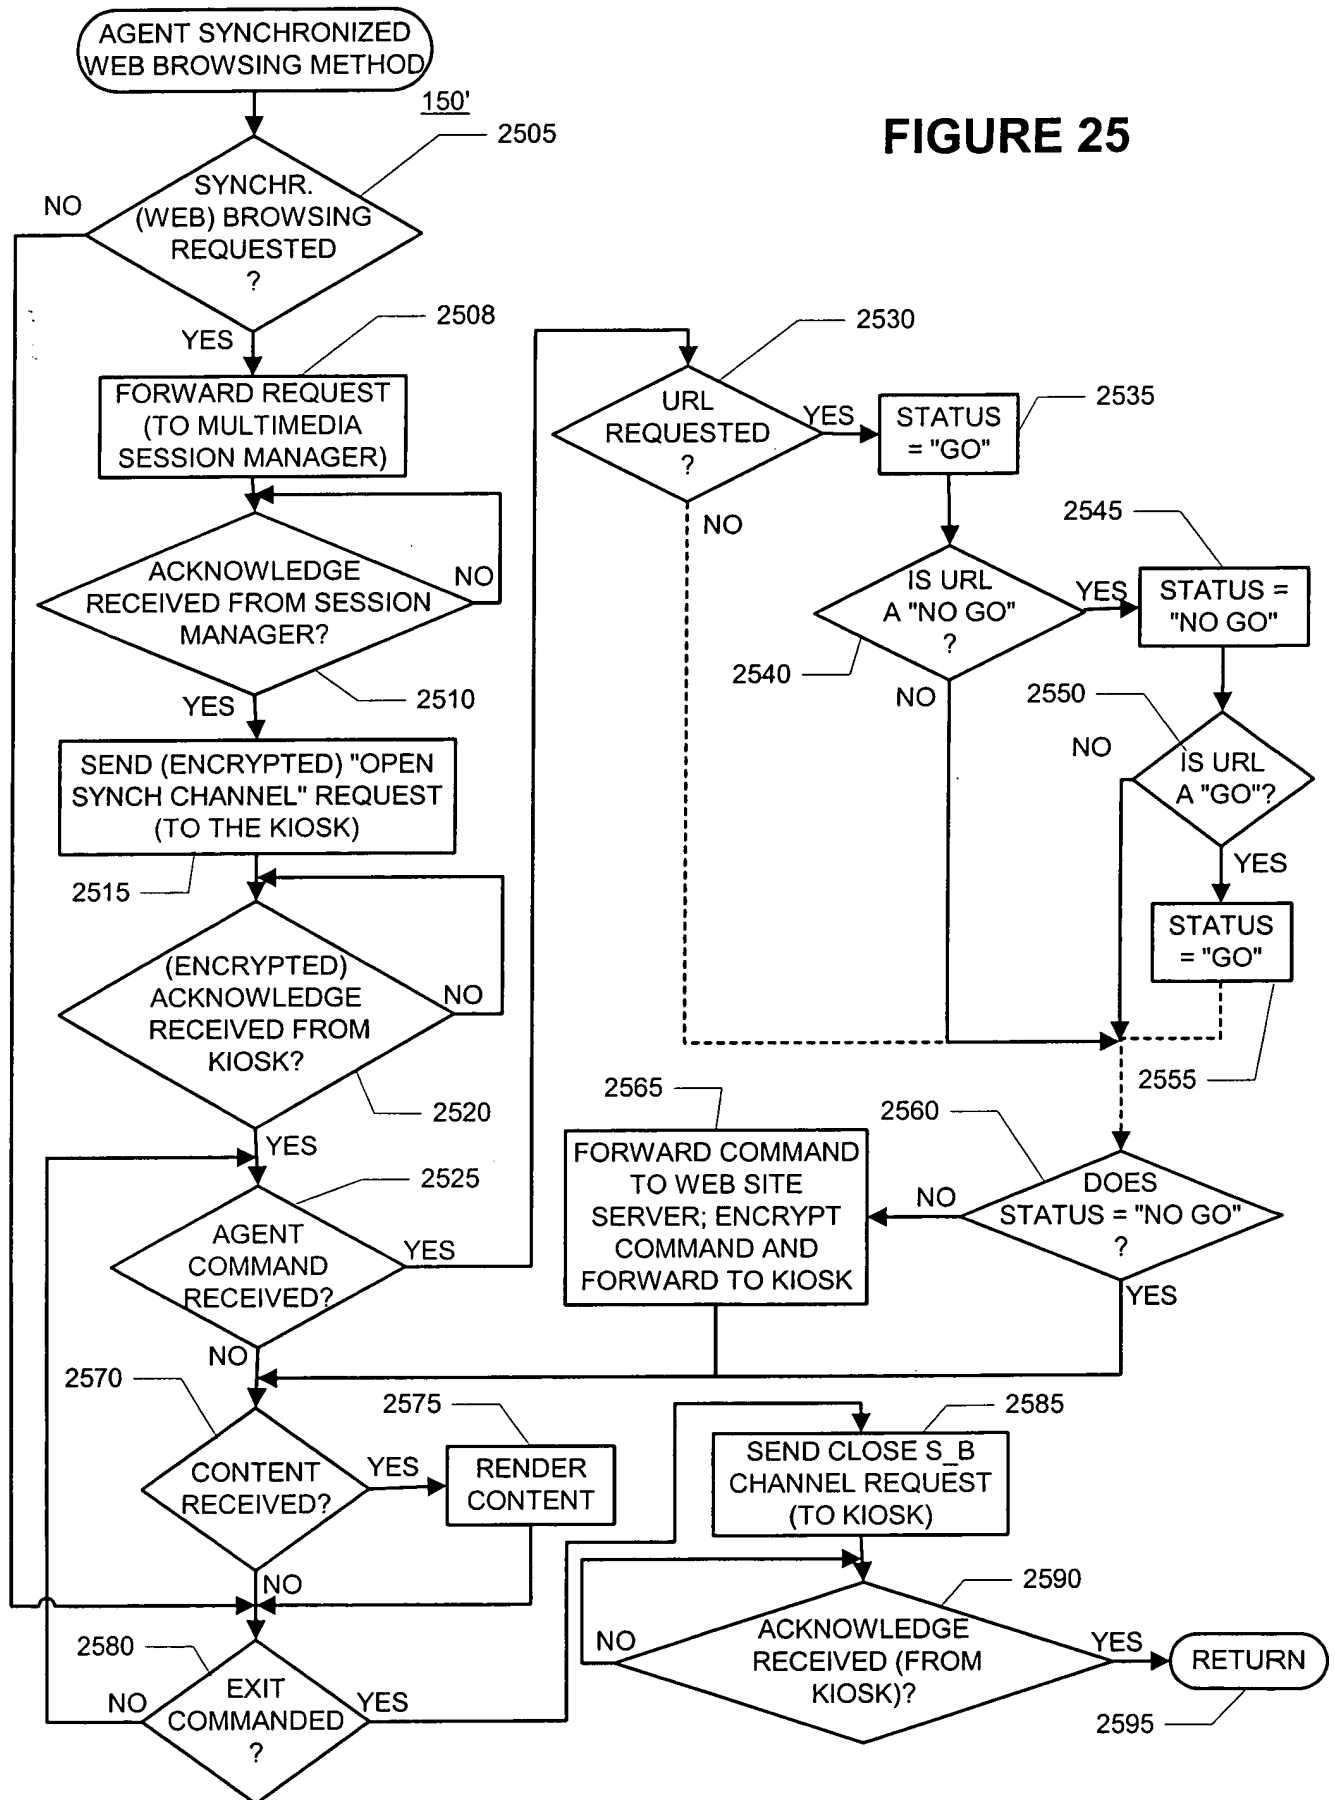 AGENT SYNCHRONIZED
WEB BROWSING METHOD
150'
FIGURE 25
2505
SYNCHR.
(WEB) BROWSING
REQUESTED
?
NO
YES
2508
FORWARD REQUEST
(TO MULTIMEDIA
SESSION MANAGER)
ACKNOWLEDGE
RECEIVED FROM SESSION
MANAGER?
NO
YES
2510
SEND (ENCRYPTED) "OPEN
SYNCH CHANNEL" REQUEST
(TO THE KIOSK)
2515
(ENCRYPTED)
ACKNOWLEDGE
RECEIVED FROM
KIOSK?
NO
2520
YES
2525
AGENT
COMMAND
RECEIVED?
YES
NO
2530
URL
REQUESTED
?
YES
NO
STATUS
= "GO"
2535
IS URL
A "NO GO"
?
2540
YES
NO
2545
STATUS =
"NO GO"
2550
IS URL
A "GO"?
NO
YES
STATUS
= "GO"
2555
2560
DOES
STATUS = "NO GO"
?
NO
YES
2565
FORWARD COMMAND
TO WEB SITE
SERVER; ENCRYPT
COMMAND AND
FORWARD TO KIOSK
2570
CONTENT
RECEIVED?
YES
NO
2575
RENDER
CONTENT
2580
EXIT
COMMANDED
?
NO
YES
2585
SEND CLOSE S_B
CHANNEL REQUEST
(TO KIOSK)
2590
ACKNOWLEDGE
RECEIVED (FROM
KIOSK)?
NO
YES
RETURN
2595